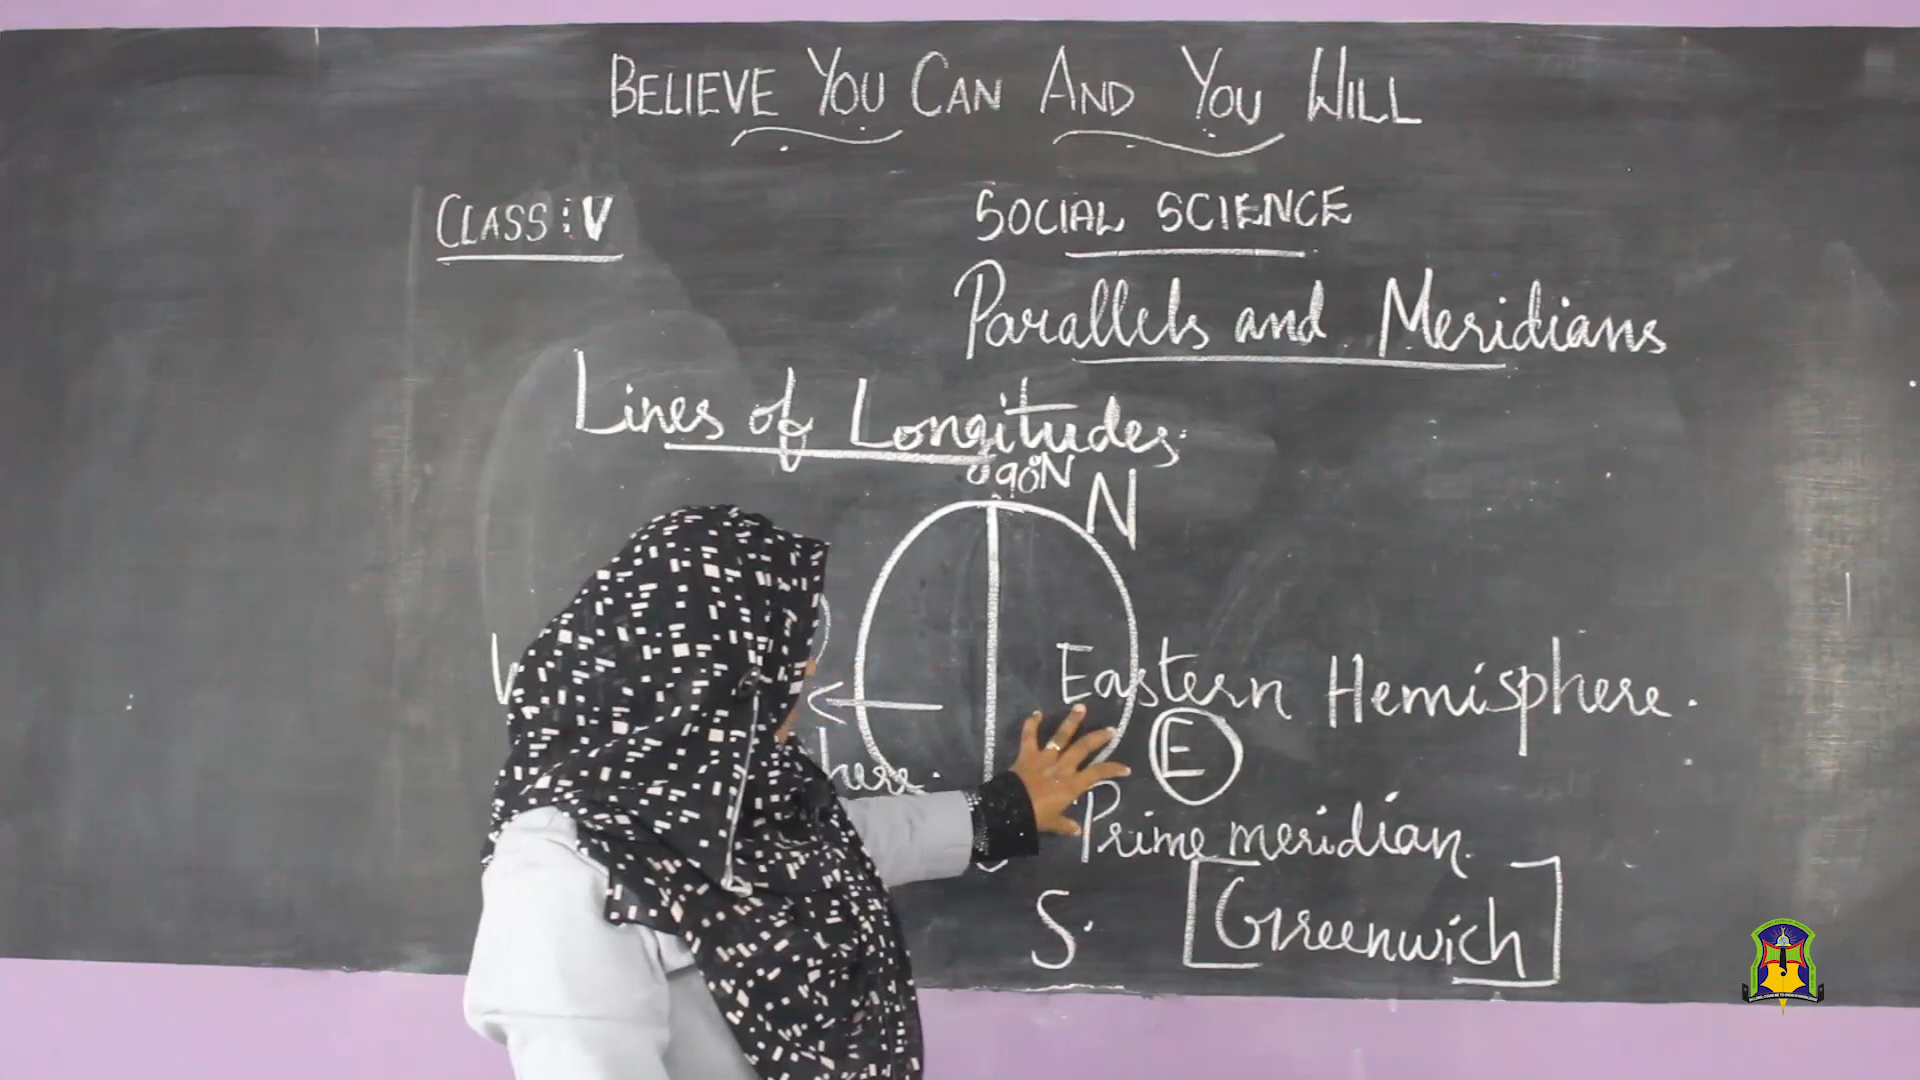 BELIEVE YOU CAN AND YOU WILL
CLASS : V
SOCIAL SCIENCE
Parallels and Meridians
Lines of Longitudes.
90°N
N
Eastern Hemisphere.
E
Prime meridian.
S.
Greenwich